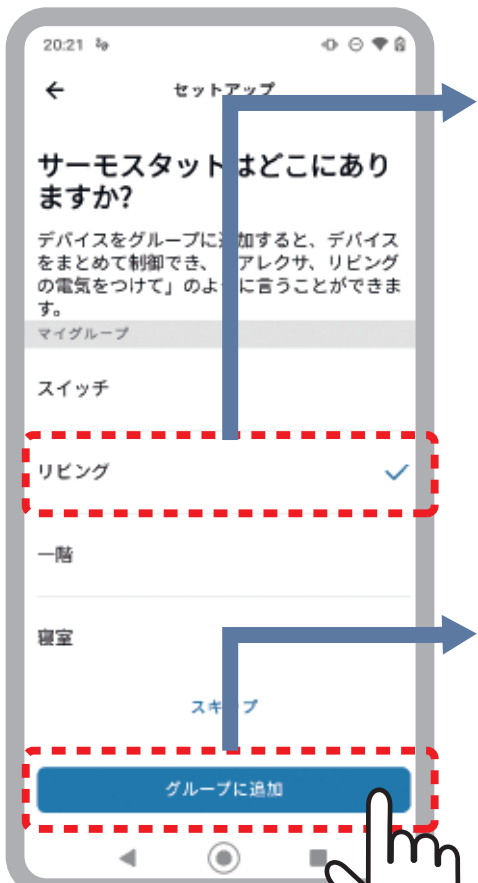 20:21
セットアップ
サーモスタットはどこにあり
ますか?
デバイスをグループに追加すると、デバイス
をまとめて制御でき、「アレクサ、リビング
の電気をつけて」のように言うことができま
す。
マイグループ
スイッチ
リビング
一階
寝室
スキップ
グループに追加